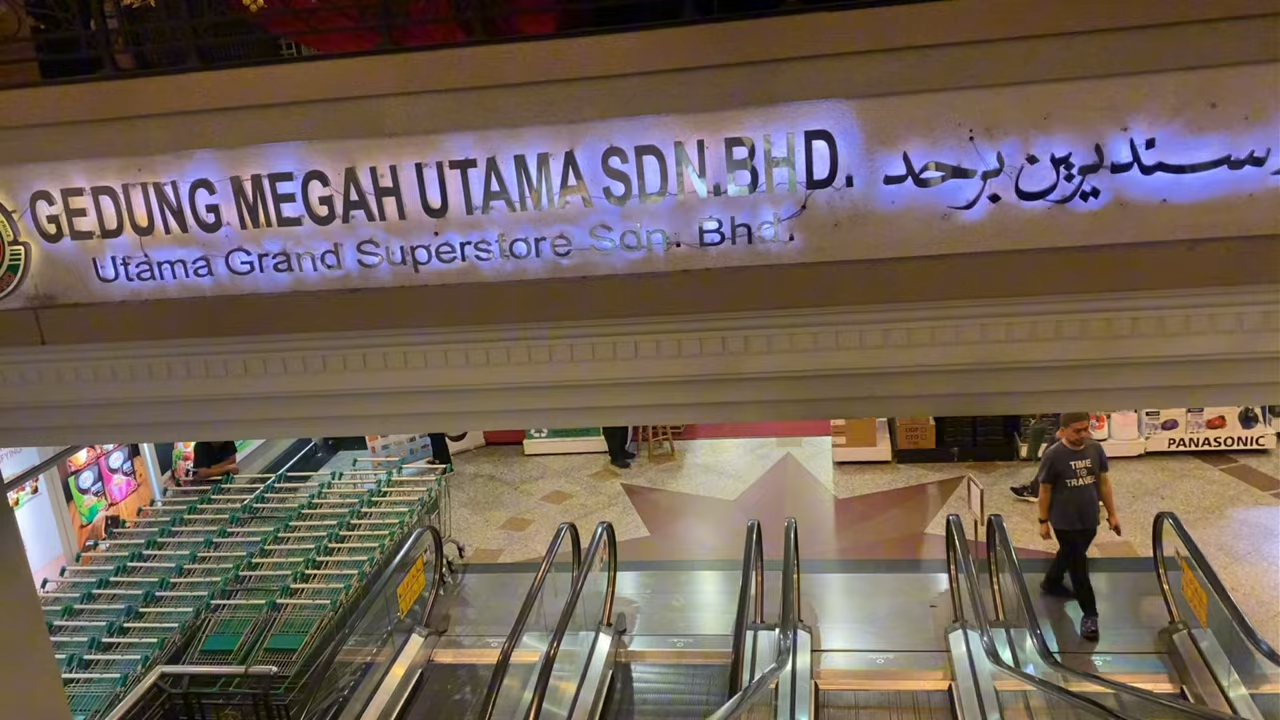 GEDUNG MEGAH UTAMA SDN.BHD. سنديرين برحد
Utama Grand Superstore Sdn. Bhd.
PANASONIC
TIME
TO
TRAVEL